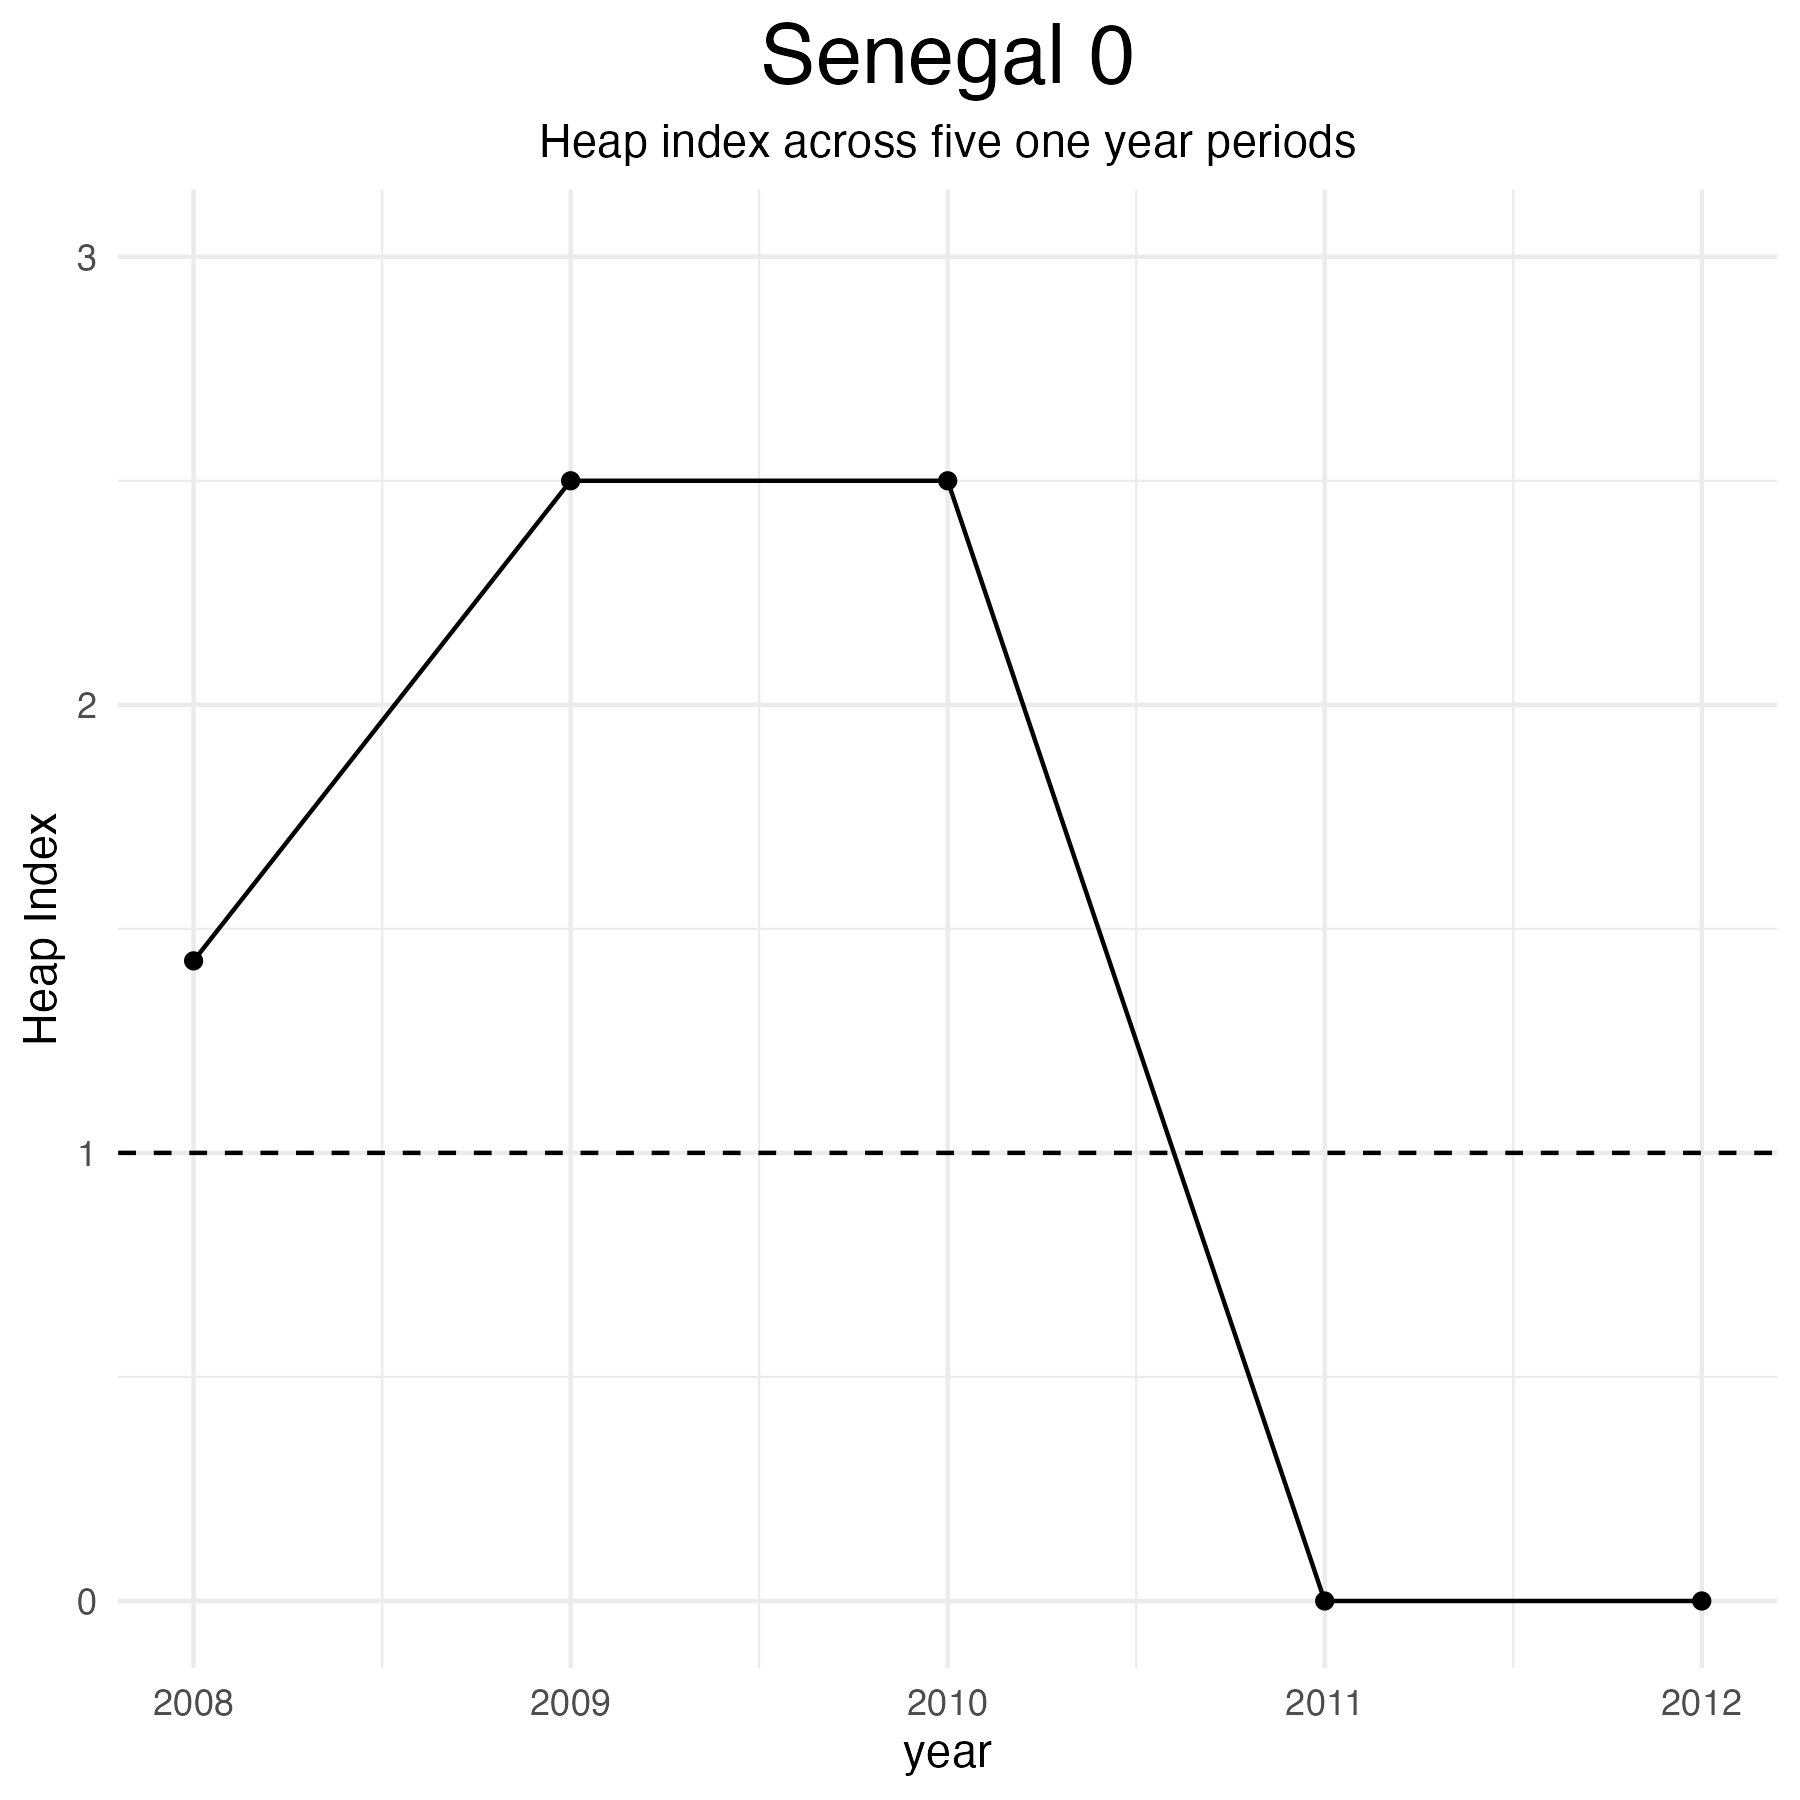 Senegal 0
Heap index across five one year periods
3
2
1
0
Heap Index
2008 2009 2010 2011 2012
year